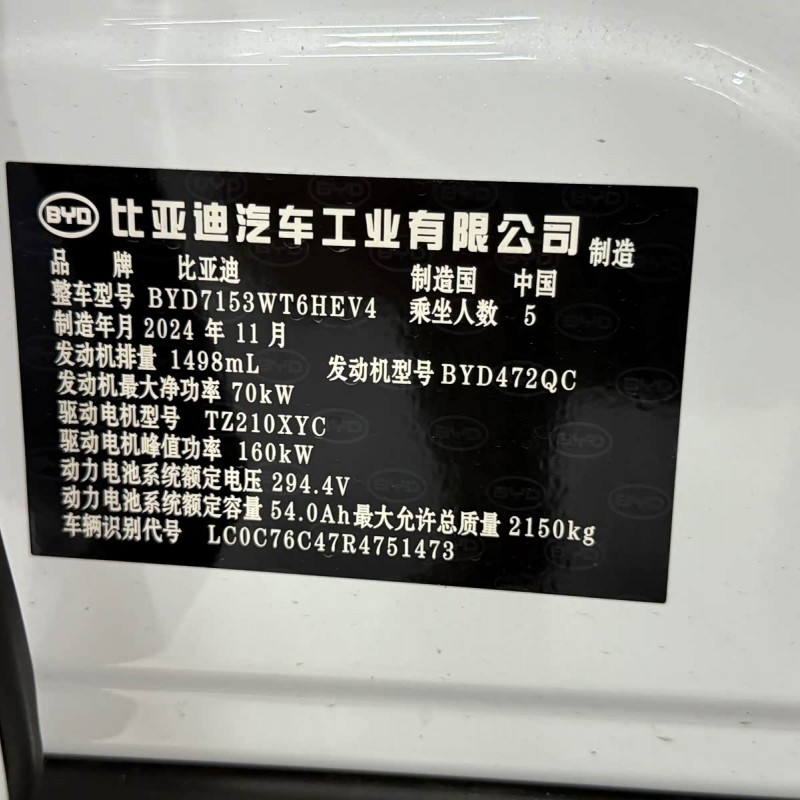 BYD 比亚迪汽车工业有限公司 制造
品 牌 比亚迪 制造国 中国
整车型号 BYD7153WT6HEV4 乘坐人数 5
制造年月 2024 年 11 月
发动机排量 1498mL 发动机型号 BYD472QC
发动机最大净功率 70kW
驱动电机型号 TZ210XYC
驱动电机峰值功率 160kW
动力电池系统额定电压 294.4V
动力电池系统额定容量 54.0Ah 最大允许总质量 2150kg
车辆识别代号 LC0C76C47R4751473